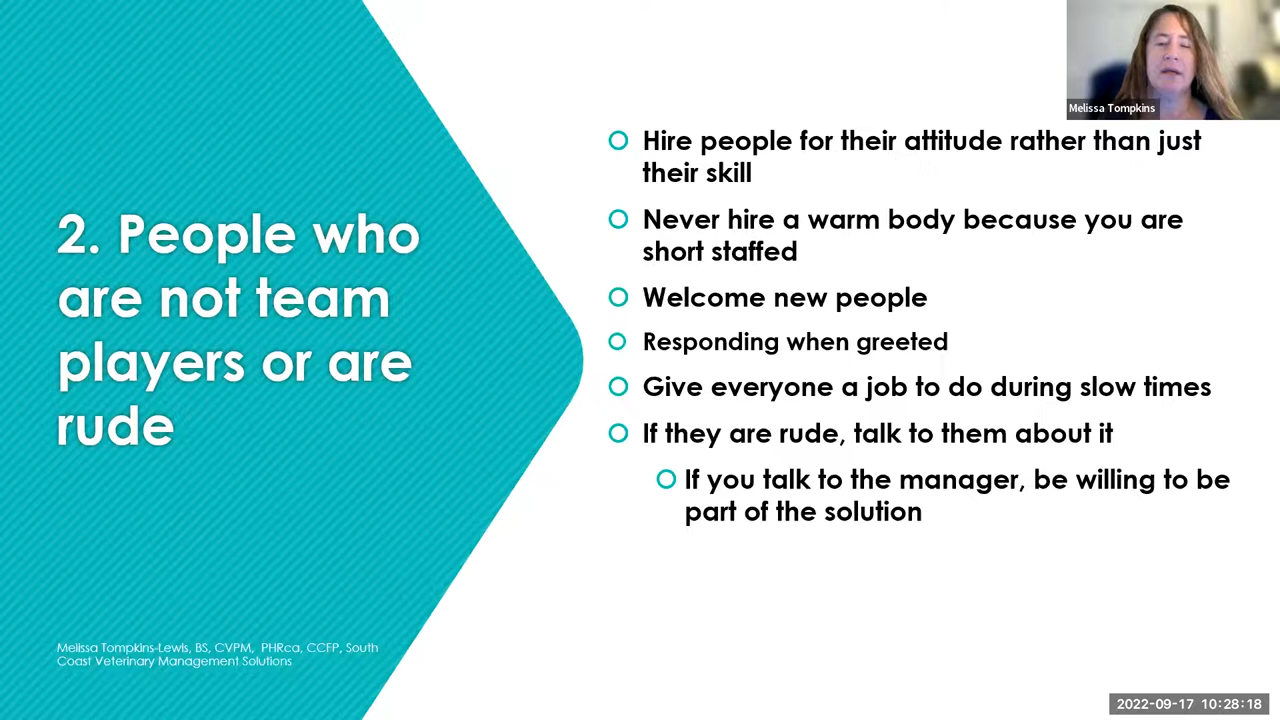 Melissa Tompkins
2. People who
are not team
players or are
rude
Hire people for their attitude rather than just
their skill
Never hire a warm body because you are
short staffed
Welcome new people
Responding when greeted
Give everyone a job to do during slow times
If they are rude, talk to them about it
If you talk to the manager, be willing to be
part of the solution
Melissa Tompkins-Lewis, BS, CVPM, PHRca, CCFP, South
Coast Veterinary Management Solutions
2022-09-17 10:28:18